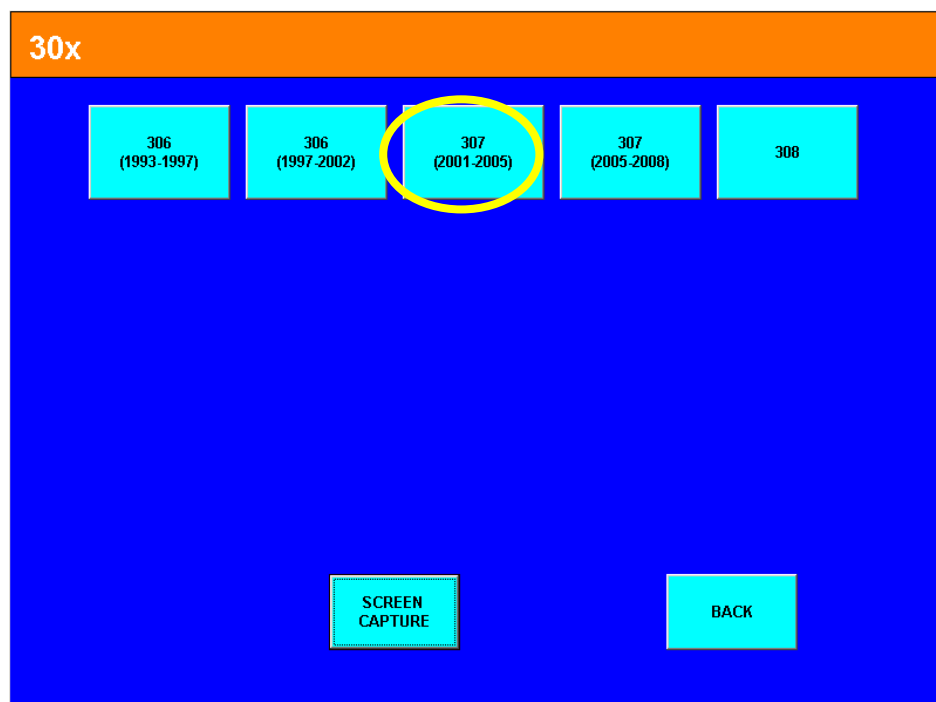 30x
306
(1993-1997)
306
(1997-2002)
307
(2001-2005)
307
(2005-2008)
308
SCREEN
CAPTURE
BACK